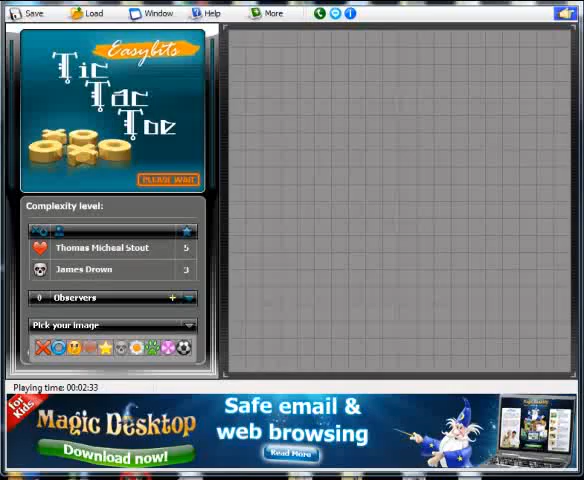 Save Load Window Help More
Easybits
Tic
Tac
Toe
PLEASE WAIT
Complexity level:
Thomas Micheal Stout 5
James Drown 3
0 Observers +
Pick your image
Playing time: 00:02:33
for Kids
Magic Desktop
Download now!
Safe email &
web browsing
Read More